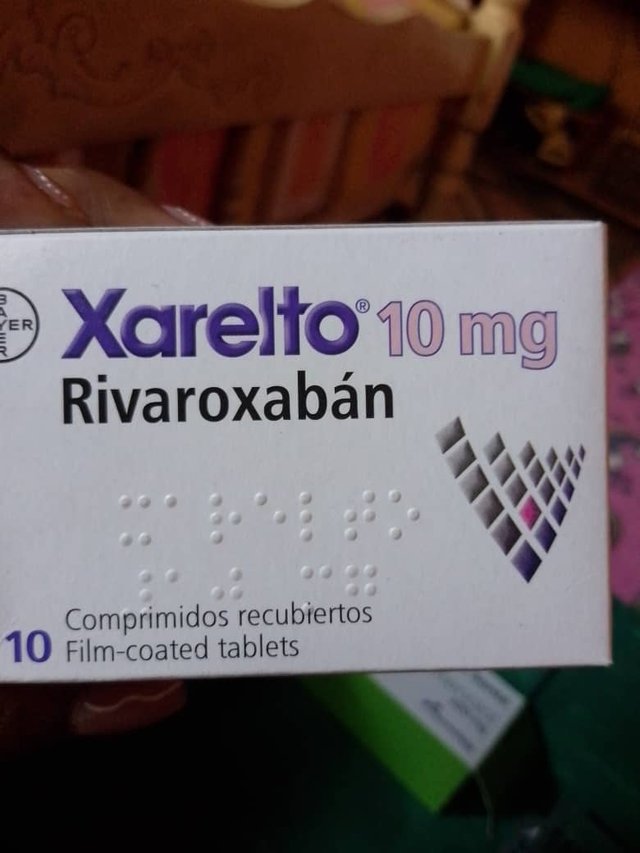 BAYER
Xarelto® 10 mg
Rivaroxabán
Comprimidos recubiertos
10 Film-coated tablets